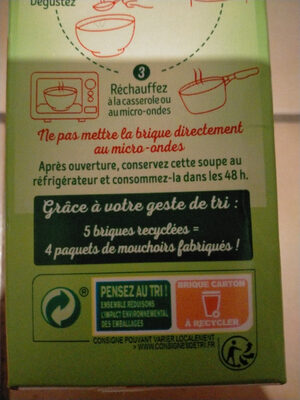 Dégustez
3
Réchauffez
à la casserole ou
au micro-ondes
Ne pas mettre la brique directement
au micro-ondes
Après ouverture, conservez cette soupe au
réfrigérateur et consommez-la dans les 48 h.
Grâce à votre geste de tri :
5 briques recyclées =
4 paquets de mouchoirs fabriqués !
®
PENSEZ AU TRI !
ENSEMBLE REDUISONS
L'IMPACT ENVIRONNEMENTAL
DES EMBALLAGES
BRIQUE CARTON
À RECYCLER
CONSIGNE POUVANT VARIER LOCALEMENT
> WWW.CONSIGNESDETRI.FR